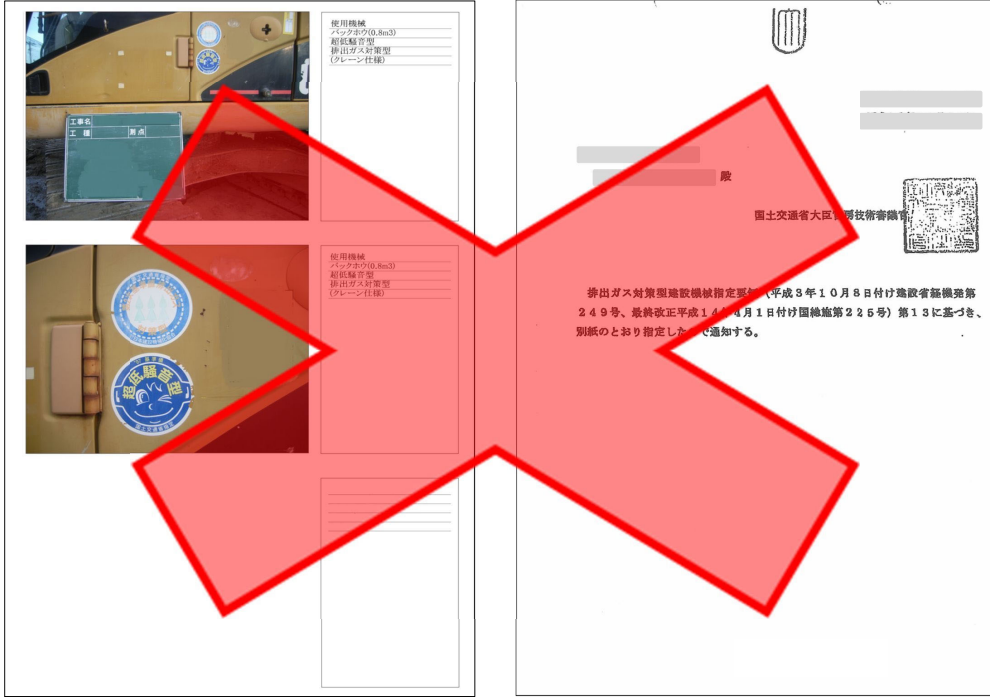 工事名
工 種 測点
使用機械
バックホウ(0.8m3)
超低騒音型
排出ガス対策型
(クレーン仕様)
超低騒音型
国土交通省指定
使用機械
バックホウ(0.8m3)
超低騒音型
排出ガス対策型
(クレーン仕様)
殿
国土交通省大臣官房技術審議官
排出ガス対策型建設機械指定要領(平成3年10月8日付け建設省経機発第
249号、最終改正平成14年4月1日付け国総施第225号)第13に基づき、
別紙のとおり指定したので通知する。